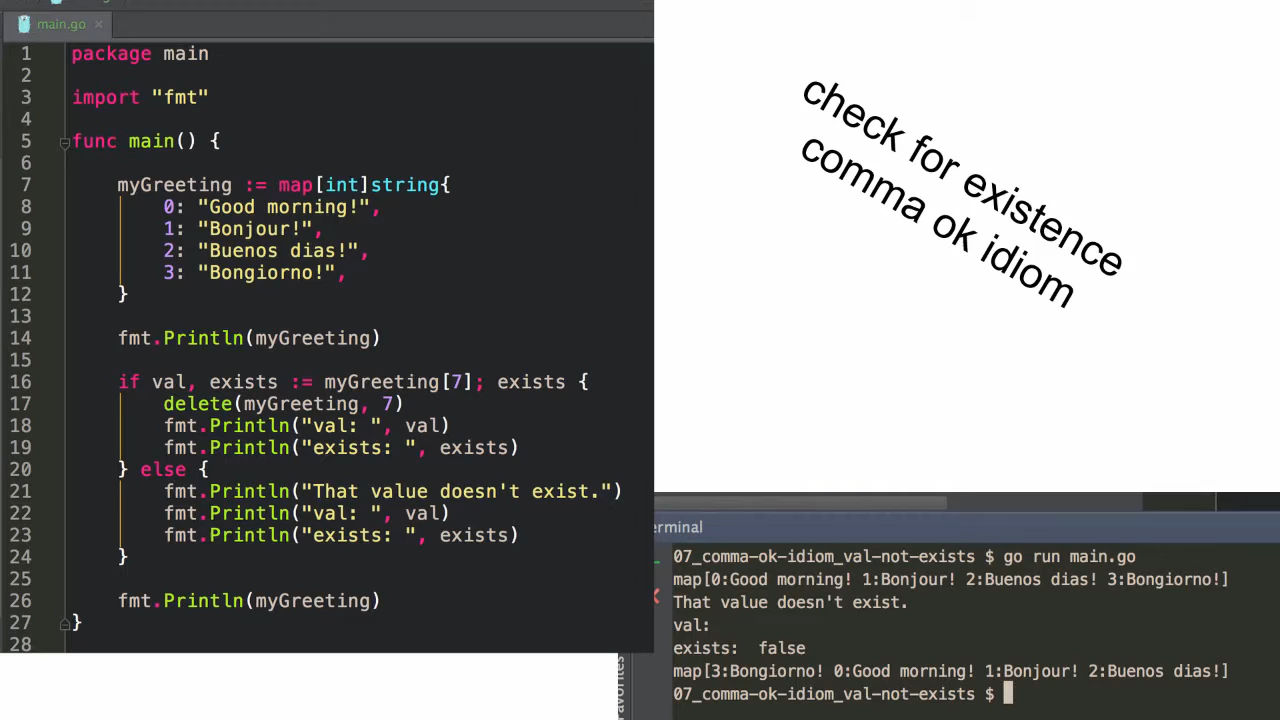 main.go ×
1 package main
2
3 import "fmt"
4
5 func main() {
6
7 myGreeting := map[int]string{
8 0: "Good morning!",
9 1: "Bonjour!",
10 2: "Buenos dias!",
11 3: "Bongiorno!",
12 }
13
14 fmt.Println(myGreeting)
15
16 if val, exists := myGreeting[7]; exists {
17 delete(myGreeting, 7)
18 fmt.Println("val: ", val)
19 fmt.Println("exists: ", exists)
20 } else {
21 fmt.Println("That value doesn't exist.")
22 fmt.Println("val: ", val)
23 fmt.Println("exists: ", exists)
24 }
25
26 fmt.Println(myGreeting)
27 }
28
check for existence
comma ok idiom
erminal
07_comma-ok-idiom_val-not-exists $ go run main.go
map[0:Good morning! 1:Bonjour! 2:Buenos dias! 3:Bongiorno!]
That value doesn't exist.
val:
exists:  false
map[3:Bongiorno! 0:Good morning! 1:Bonjour! 2:Buenos dias!]
07_comma-ok-idiom_val-not-exists $
avorites